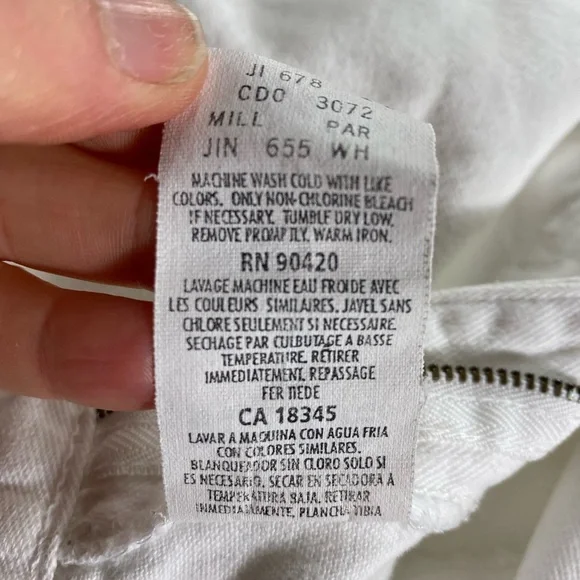 JI 678
CDO 3072
MILL PAR
JIN 655 WH
MACHINE WASH COLD WITH LIKE
COLORS. ONLY NON-CHLORINE BLEACH
IF NECESSARY. TUMBLE DRY LOW.
REMOVE PROMPTLY. WARM IRON.
RN 90420
LAVAGE MACHINE EAU FROIDE AVEC
LES COULEURS SIMILAIRES. JAVEL SANS
CHLORE SEULEMENT SI NECESSAIRE.
SECHAGE PAR CULBUTAGE A BASSE
TEMPERATURE. RETIRER
IMMEDIATEMENT. REPASSAGE
FER TIEDE
CA 18345
LAVAR A MAQUINA CON AGUA FRIA
CON COLORES SIMILARES.
BLANQUEADOR SIN CLORO SOLO SI
ES NECESARIO. SECAR EN SECADORA A
TEMPERATURA BAJA. RETIRAR
INMEDIATAMENTE, PLANCHA TIBIA